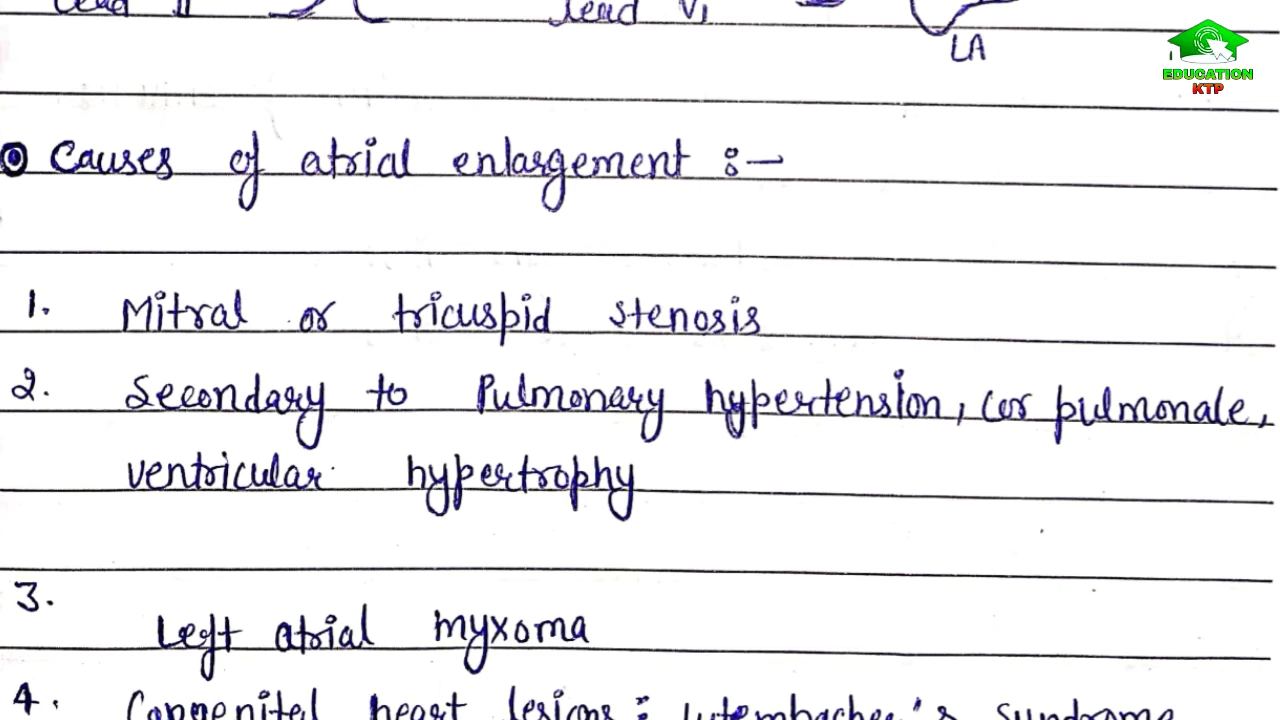 lead II
lead V1
LA
EDUCATION
KTP
Causes of atrial enlargement :-
1. Mitral or tricuspid stenosis
2. Secondary to Pulmonary hypertension, cor pulmonale,
ventricular hypertrophy
3.
Left atrial myxoma
4. Congenital heart lesions : Lutembacher's syndrome